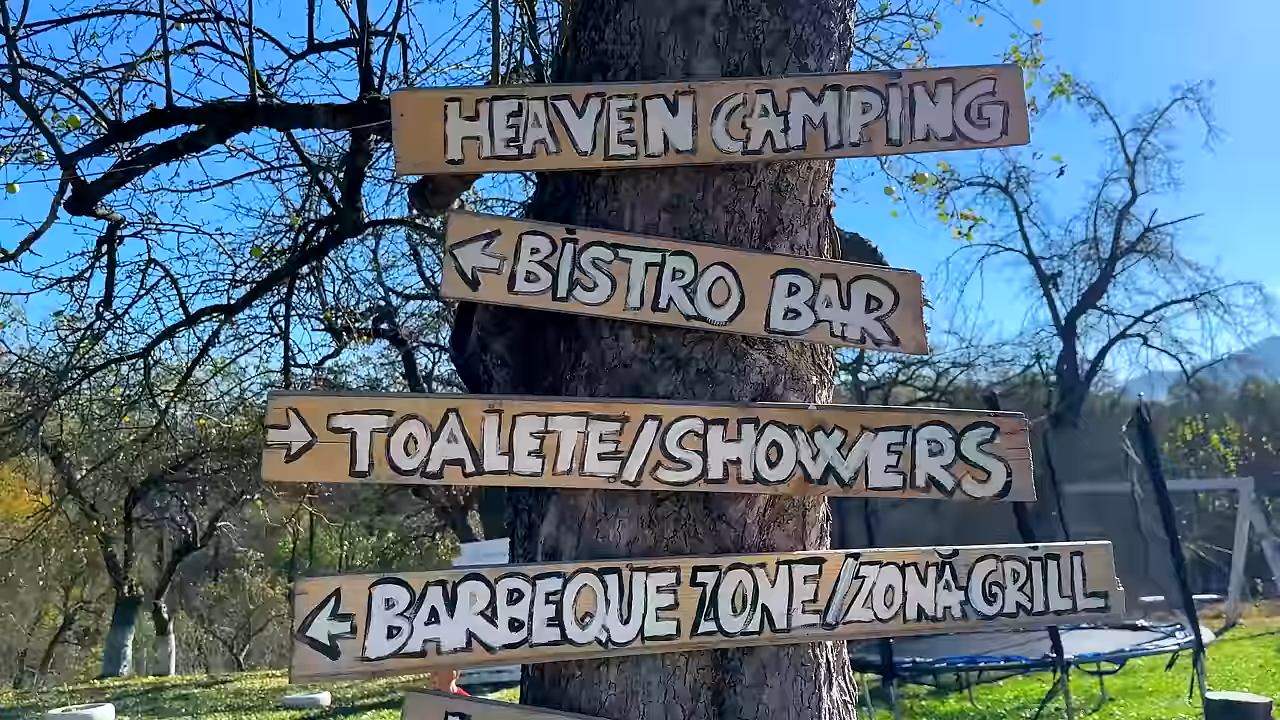 HEAVEN CAMPING
← BISTRO BAR
→ TOALETE/SHOWERS
← BARBEQUE ZONE/ZONĂ GRILL